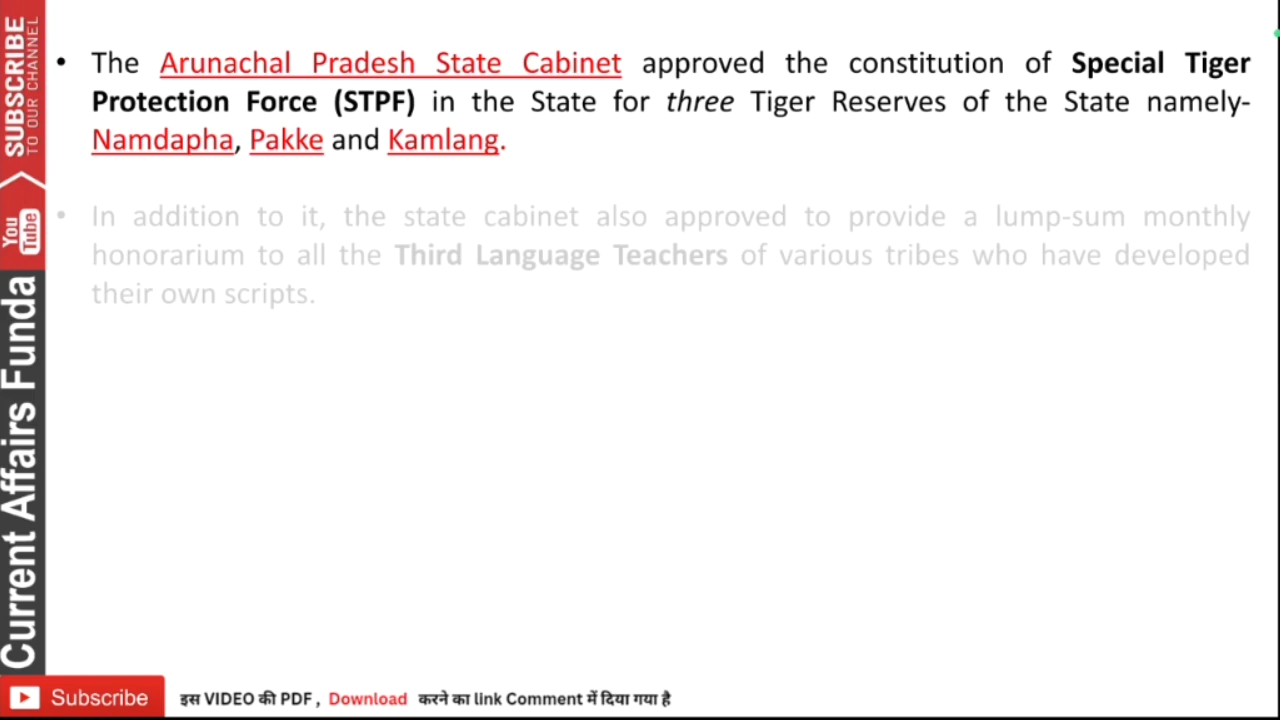 • The Arunachal Pradesh State Cabinet approved the constitution of Special Tiger
Protection Force (STPF) in the State for three Tiger Reserves of the State namely-
Namdapha, Pakke and Kamlang.
• In addition to it, the state cabinet also approved to provide a lump-sum monthly
honorarium to all the Third Language Teachers of various tribes who have developed
their own scripts.
SUBSCRIBE
TO OUR CHANNEL
You
Tube
Current Affairs Funda
Subscribe
इस VIDEO की PDF , Download करने का link Comment में दिया गया है